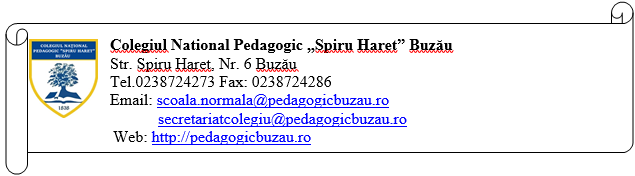 COLEGIUL NAȚIONAL
PEDAGOGIC "SPIRU HARET"
BUZĂU
1838
Colegiul National Pedagogic „Spiru Haret” Buzău
Str. Spiru Haret, Nr. 6 Buzău
Tel.0238724273 Fax: 0238724286
Email: scoala.normala@pedagogicbuzau.ro
secretariatcolegiu@pedagogicbuzau.ro
Web: http://pedagogicbuzau.ro